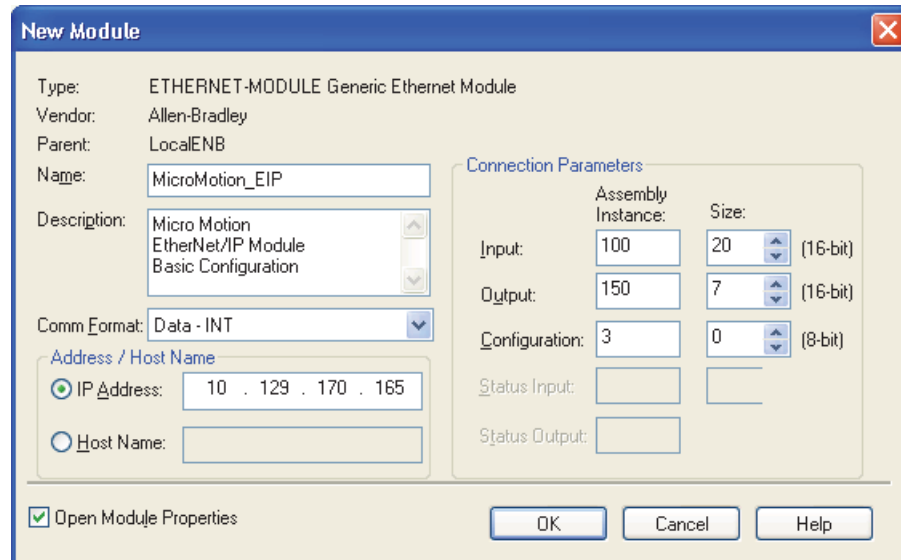 New Module
Type: ETHERNET-MODULE Generic Ethernet Module
Vendor: Allen-Bradley
Parent: LocalENB
Name: MicroMotion_EIP
Description: Micro Motion
EtherNet/IP Module
Basic Configuration
Comm Format: Data - INT
Address / Host Name
IP Address: 10 . 129 . 170 . 165
Host Name:
Connection Parameters
Assembly
Instance: Size:
Input: 100 20 (16-bit)
Output: 150 7 (16-bit)
Configuration: 3 0 (8-bit)
Status Input:
Status Output:
Open Module Properties
OK Cancel Help